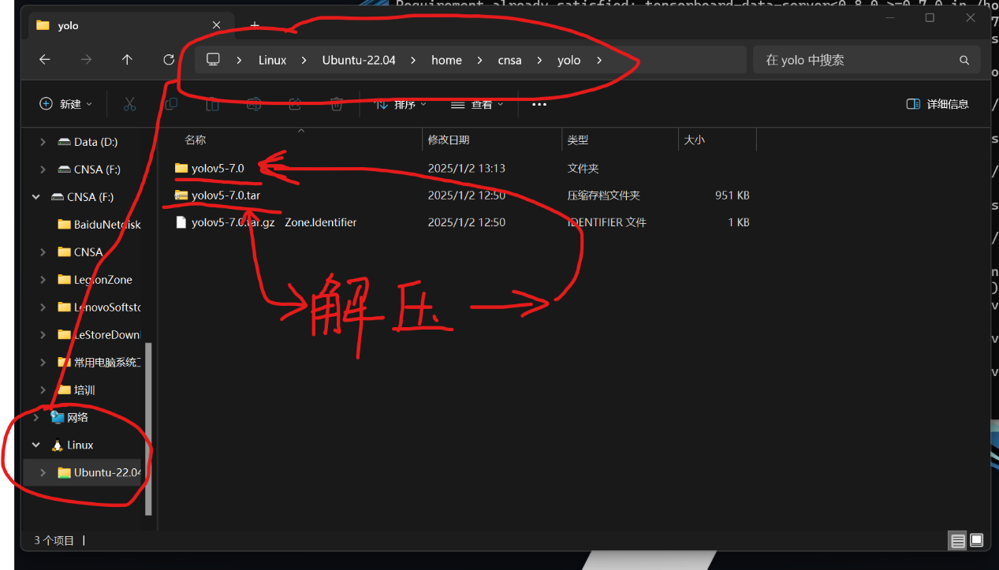 Requirement already satisfied: tensorboard-data-server<0.8.0,>=0.7.0 in /ho
yolo
Linux > Ubuntu-22.04 > home > cnsa > yolo >
在 yolo 中搜索
新建
排序
查看
详细信息
名称 修改日期 类型 大小
yolov5-7.0 2025/1/2 13:13 文件夹
yolov5-7.0.tar 2025/1/2 12:50 压缩存档文件夹 951 KB
yolov5-7.0.tar.gz Zone.Identifier 2025/1/2 12:50 IDENTIFIER 文件 1 KB
Data (D:)
CNSA (F:)
CNSA (F:)
BaiduNetdisk
CNSA
LegionZone
LenovoSoftsto
LeStoreDownl
常用电脑系统工
培训
网络
Linux
Ubuntu-22.04
解压
3 个项目